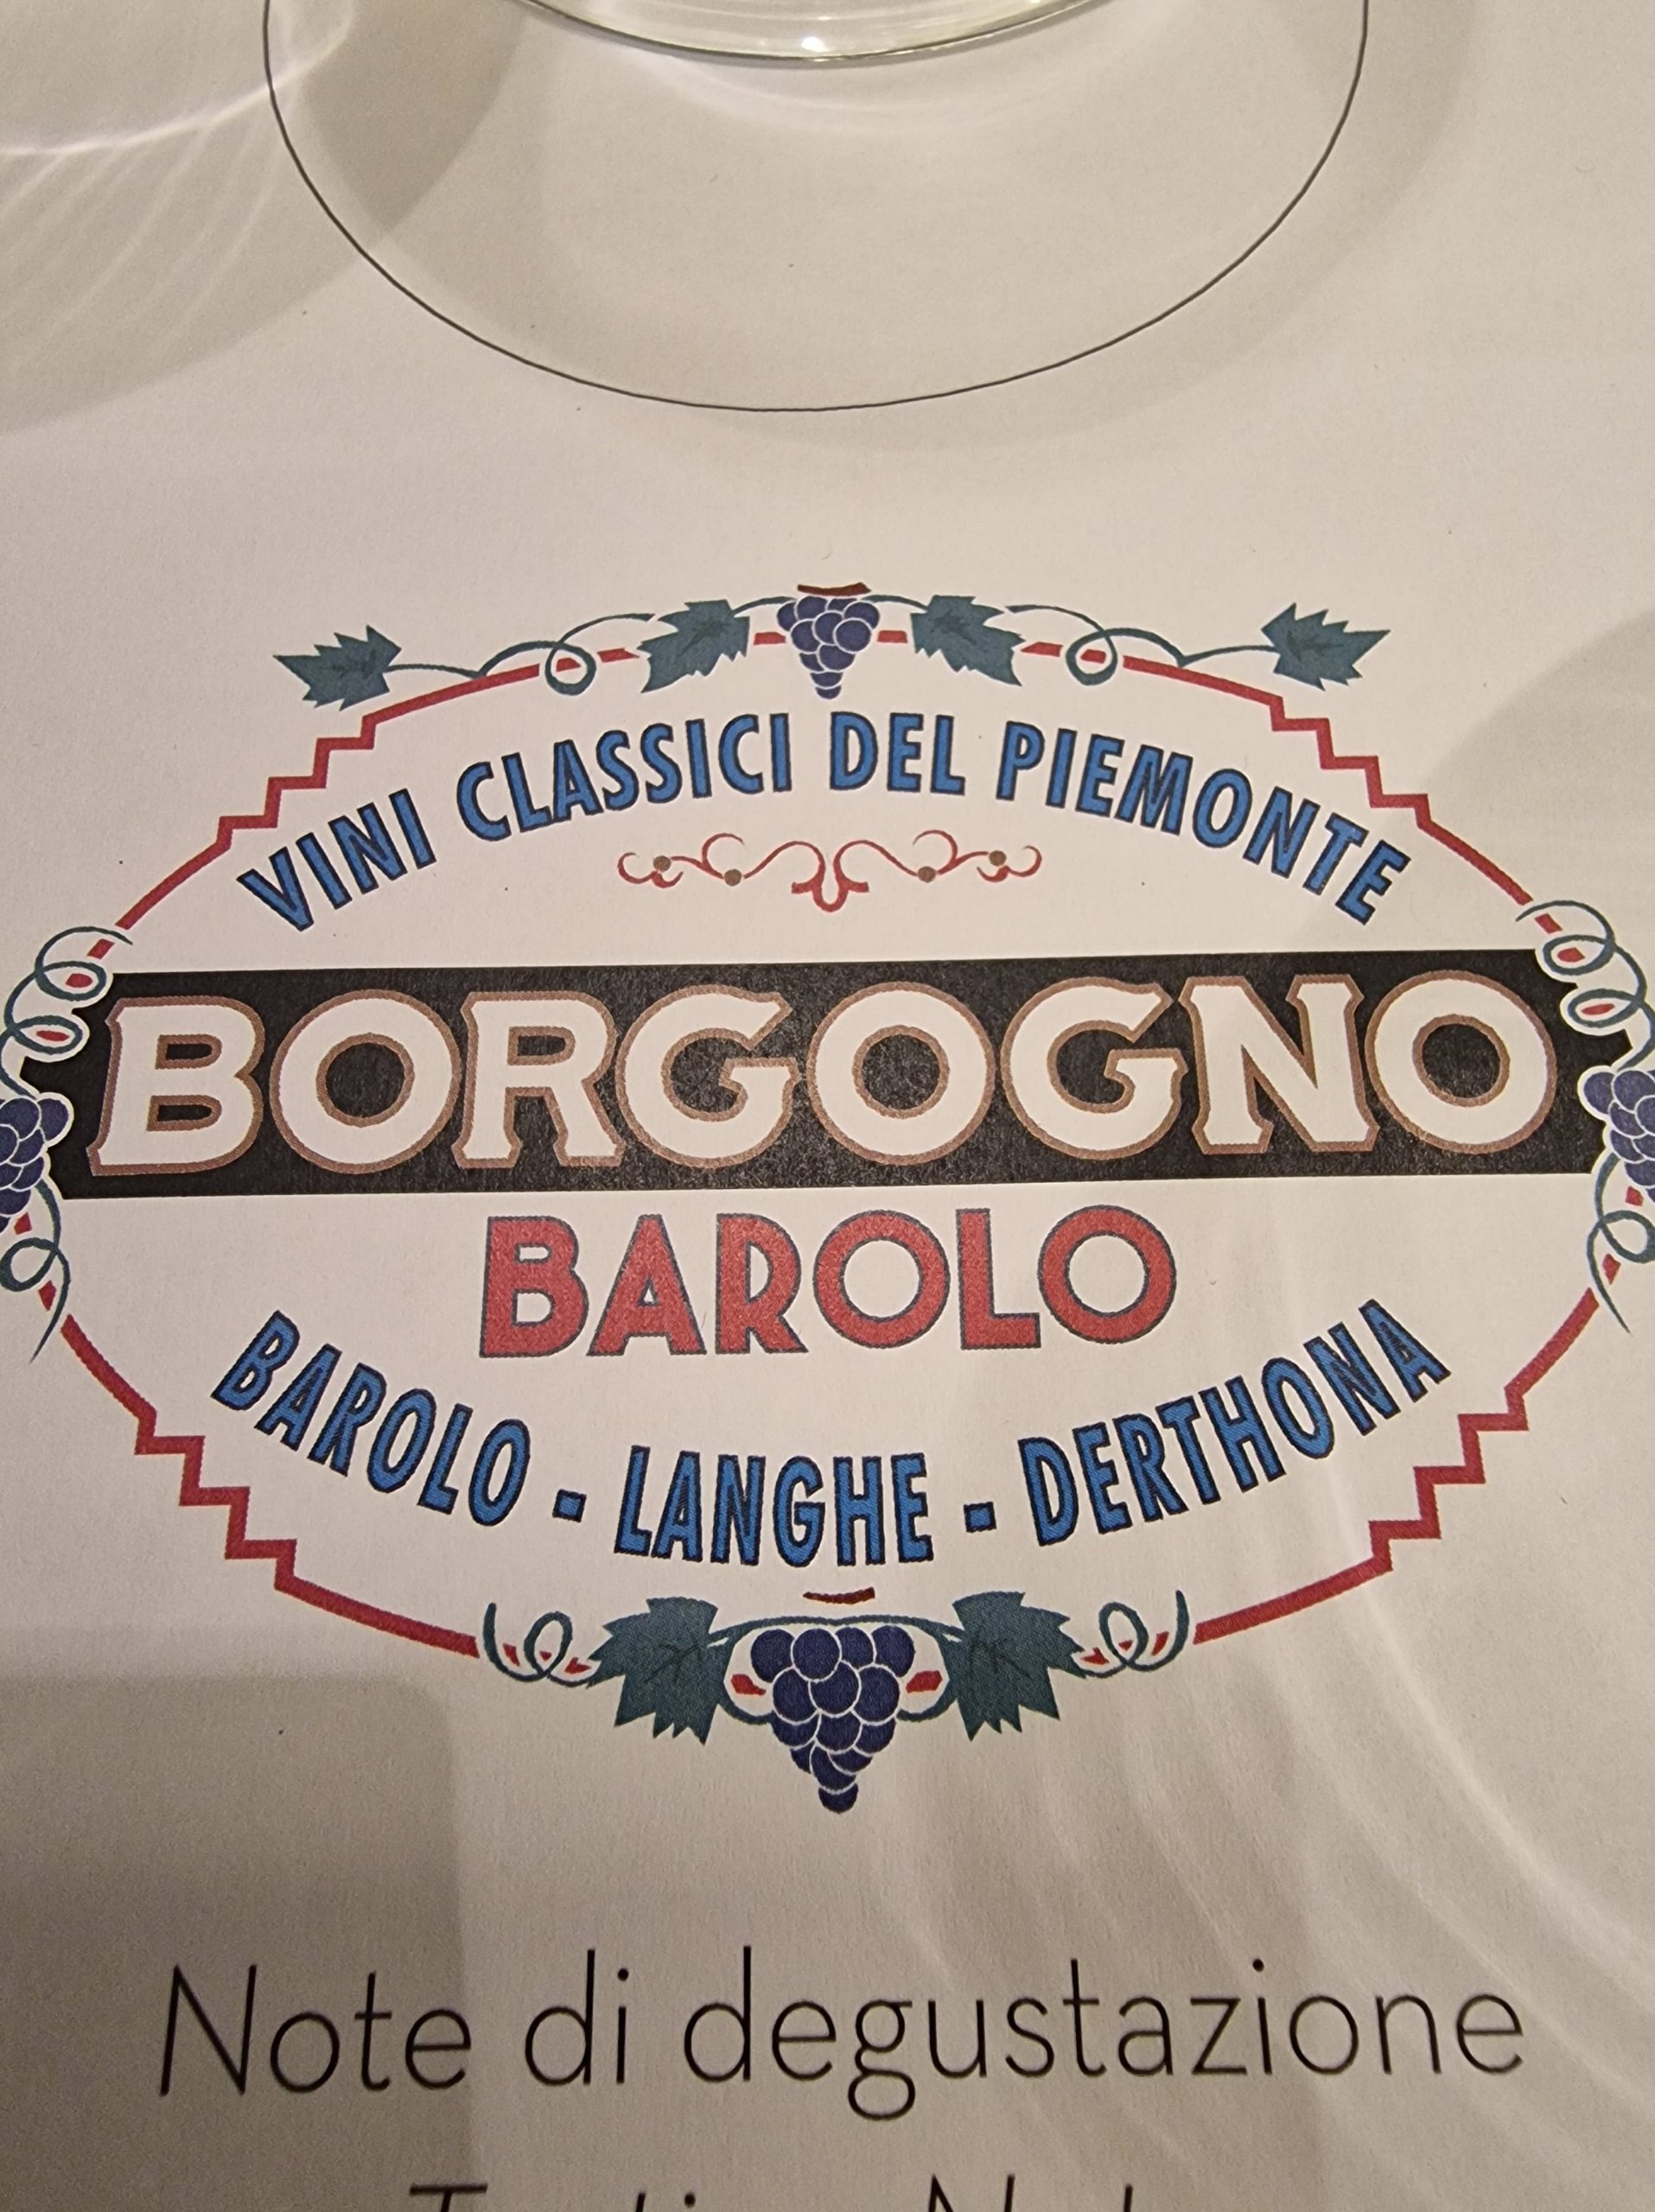 VINI CLASSICI DEL PIEMONTE
BORGOGNO
BAROLO
BAROLO - LANGHE - DERTHONA
Note di degustazione